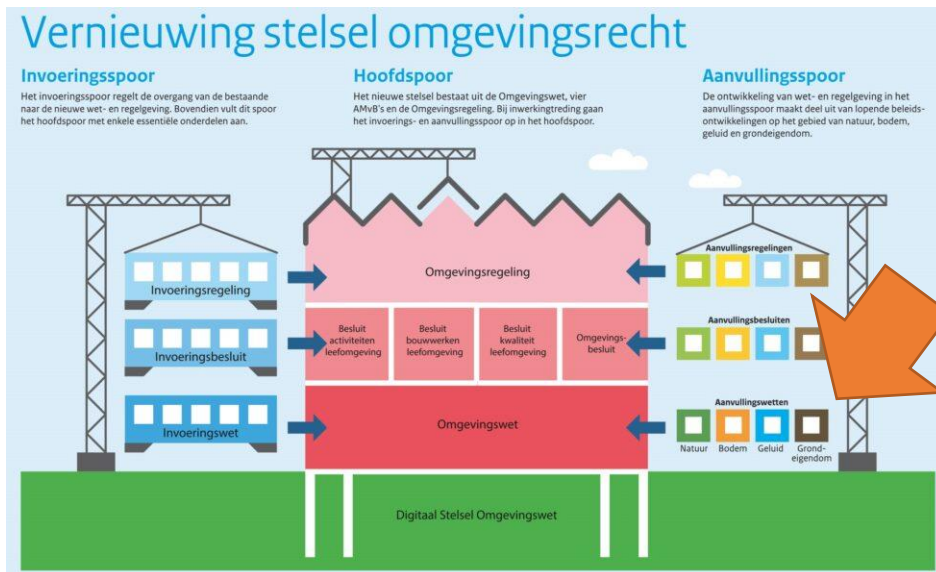 Vernieuwing stelsel omgevingsrecht
Invoeringsspoor
Het invoeringsspoor regelt de overgang van de bestaande
naar de nieuwe wet- en regelgeving. Bovendien vult dit spoor
het hoofdspoor met enkele essentiële onderdelen aan.
Hoofdspoor
Het nieuwe stelsel bestaat uit de Omgevingswet, vier
AMvB's en de Omgevingsregeling. Bij inwerkingtreding gaan
het invoerings- en aanvullingsspoor op in het hoofdspoor.
Aanvullingsspoor
De ontwikkeling van wet- en regelgeving in het
aanvullingsspoor maakt deel uit van lopende beleids-
ontwikkelingen op het gebied van natuur, bodem,
geluid en grondeigendom.
Invoeringsregeling
Invoeringsbesluit
Invoeringswet
Omgevingsregeling
Besluit
activiteiten
leefomgeving
Besluit
bouwwerken
leefomgeving
Besluit
kwaliteit
leefomgeving
Omgevings-
besluit
Omgevingswet
Digitaal Stelsel Omgevingswet
Aanvullingsregelingen
Aanvullingsbesluiten
Aanvullingswetten
Natuur
Bodem
Geluid
Grond-
eigendom